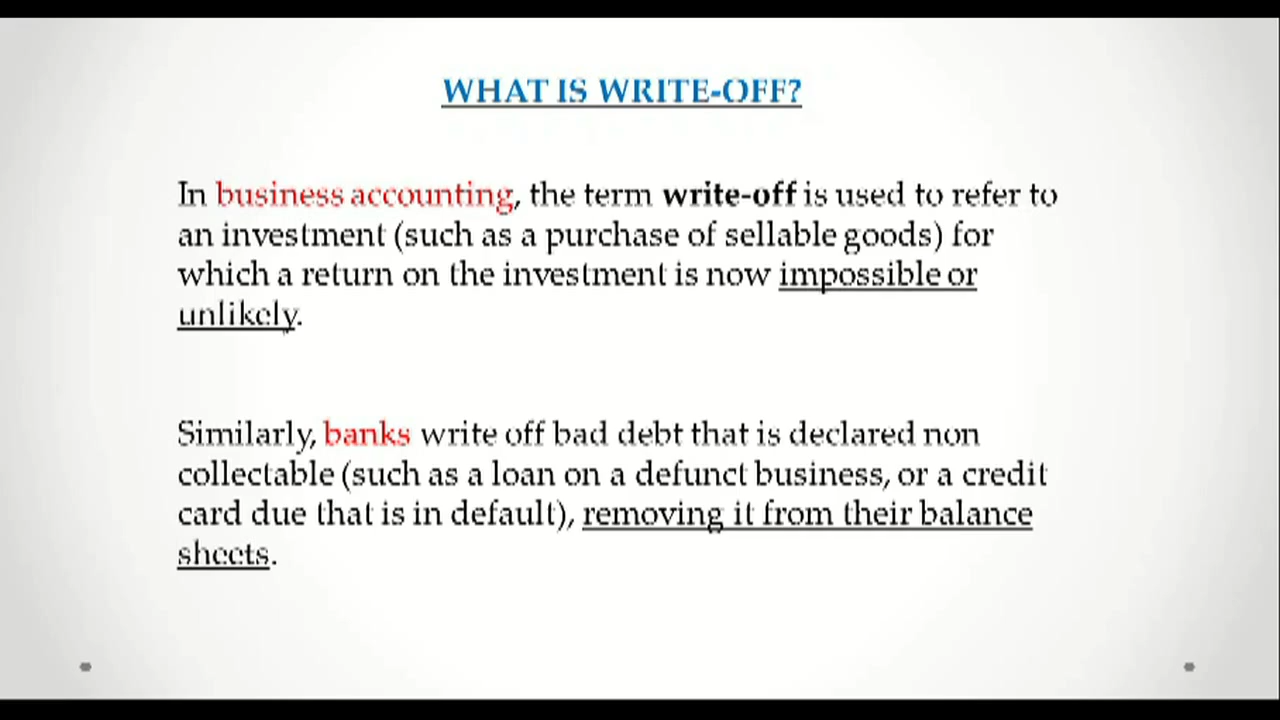 WHAT IS WRITE-OFF?
In business accounting, the term write-off is used to refer to
an investment (such as a purchase of sellable goods) for
which a return on the investment is now impossible or
unlikely.
Similarly, banks write off bad debt that is declared non
collectable (such as a loan on a defunct business, or a credit
card due that is in default), removing it from their balance
sheets.